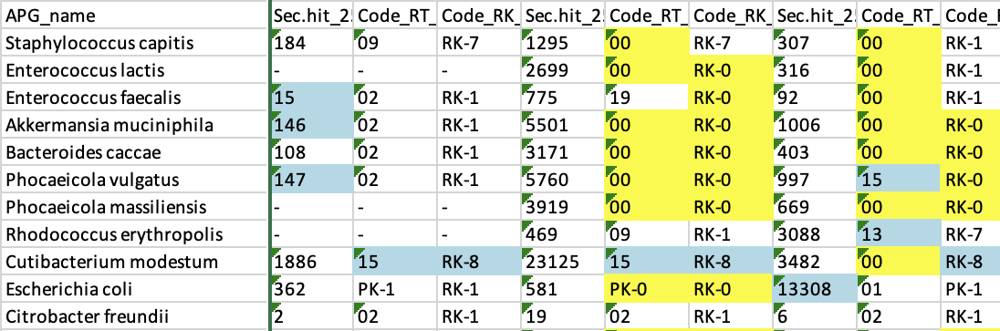 APG_name Sec.hit_2 Code_RT_ Code_RK_ Sec.hit_2 Code_RT_ Code_RK_ Sec.hit_2 Code_RT_ Code_
Staphylococcus capitis 184 09 RK-7 1295 00 RK-7 307 00 RK-1
Enterococcus lactis - - - 2699 00 RK-0 316 00 RK-1
Enterococcus faecalis 15 02 RK-1 775 19 RK-0 92 00 RK-1
Akkermansia muciniphila 146 02 RK-1 5501 00 RK-0 1006 00 RK-0
Bacteroides caccae 108 02 RK-1 3171 00 RK-0 403 00 RK-0
Phocaeicola vulgatus 147 02 RK-1 5760 00 RK-0 997 15 RK-0
Phocaeicola massiliensis - - - 3919 00 RK-0 669 00 RK-0
Rhodococcus erythropolis - - - 469 09 RK-1 3088 13 RK-7
Cutibacterium modestum 1886 15 RK-8 23125 15 RK-8 3482 00 RK-8
Escherichia coli 362 PK-1 RK-1 581 PK-0 RK-0 13308 01 PK-1
Citrobacter freundii 2 02 RK-1 19 02 RK-1 6 02 RK-1